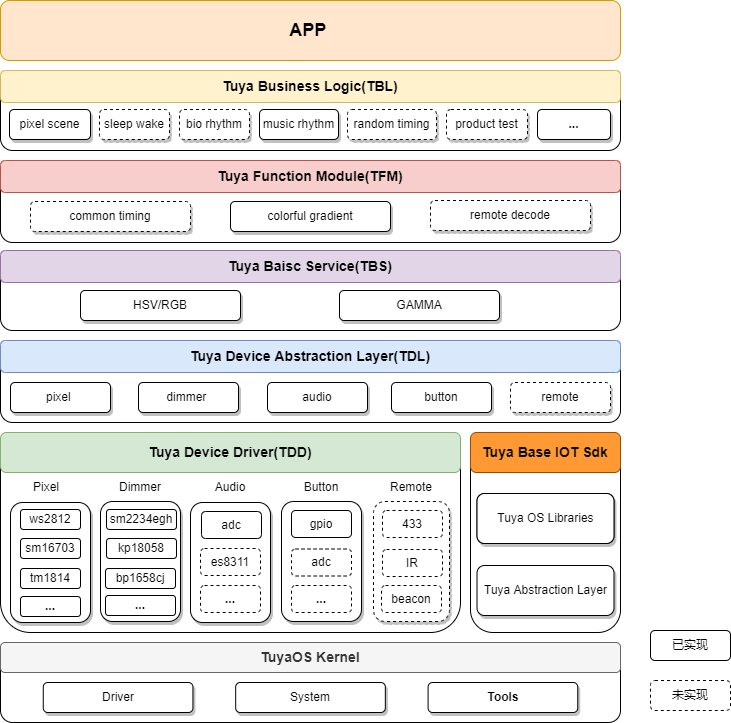 APP
Tuya Business Logic(TBL)
pixel scene
sleep wake
bio rhythm
music rhythm
random timing
product test
...
Tuya Function Module(TFM)
common timing
colorful gradient
remote decode
Tuya Baisc Service(TBS)
HSV/RGB
GAMMA
Tuya Device Abstraction Layer(TDL)
pixel
dimmer
audio
button
remote
Tuya Device Driver(TDD)
Pixel
ws2812
sm16703
tm1814
...
Dimmer
sm2234egh
kp18058
bp1658cj
...
Audio
adc
es8311
...
Button
gpio
adc
...
Remote
433
IR
beacon
Tuya Base IOT Sdk
Tuya OS Libraries
Tuya Abstraction Layer
TuyaOS Kernel
Driver
System
Tools
已实现
未实现